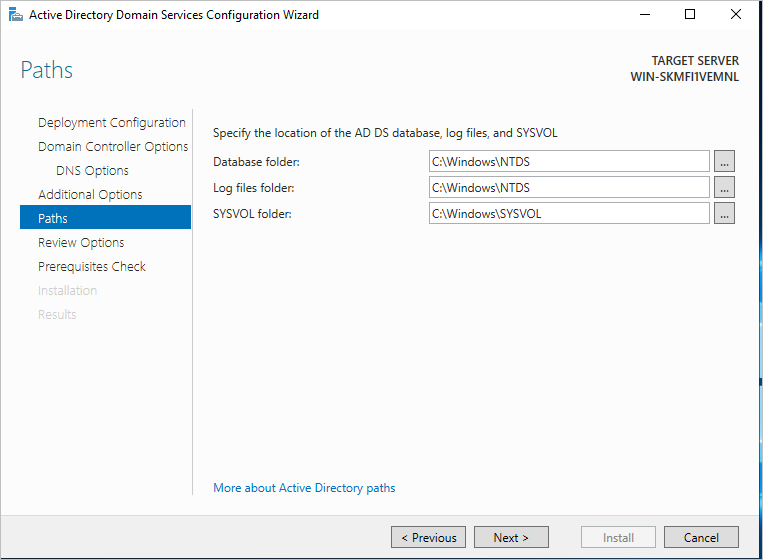 Active Directory Domain Services Configuration Wizard
Paths
TARGET SERVER
WIN-SKMFI1VEMNL
Deployment Configuration
Domain Controller Options
DNS Options
Additional Options
Paths
Review Options
Prerequisites Check
Installation
Results
Specify the location of the AD DS database, log files, and SYSVOL
Database folder: C:\Windows\NTDS ...
Log files folder: C:\Windows\NTDS ...
SYSVOL folder: C:\Windows\SYSVOL ...
More about Active Directory paths
< Previous Next > Install Cancel